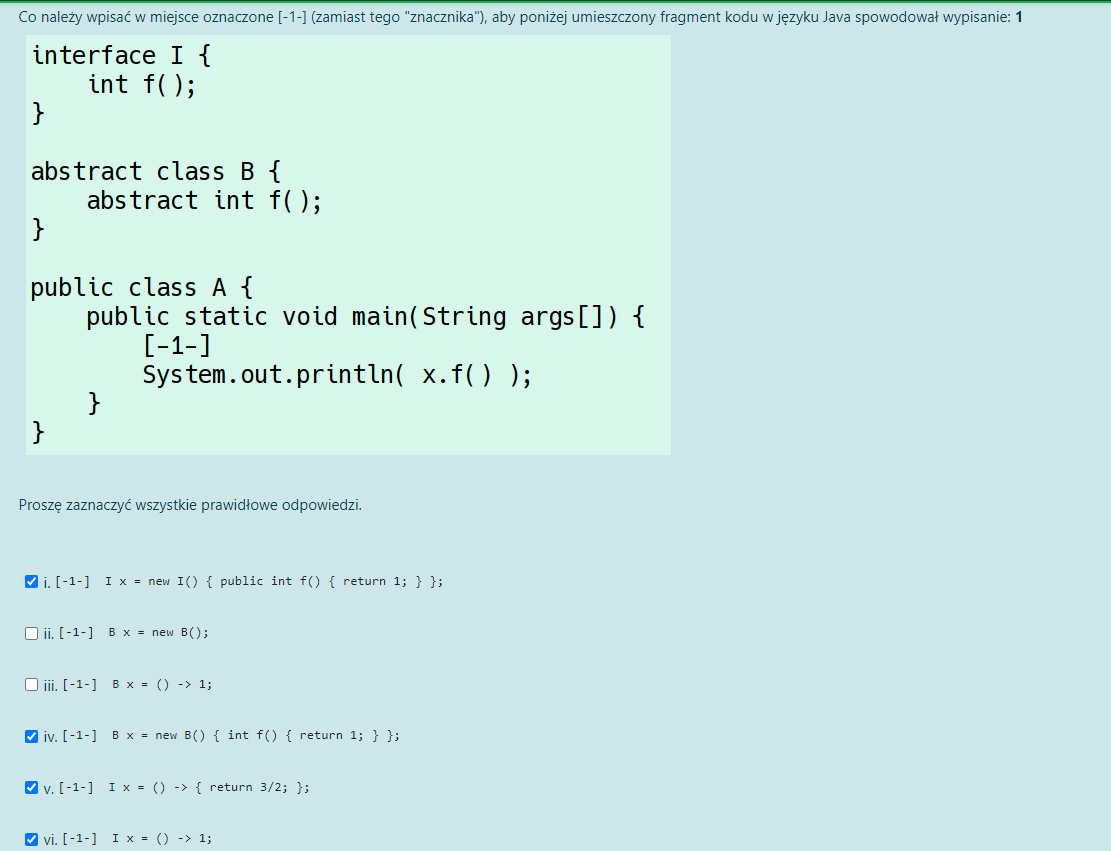 Co należy wpisać w miejsce oznaczone [-1-] (zamiast tego "znacznika"), aby poniżej umieszczony fragment kodu w języku Java spowodował wypisanie: 1
interface I {
    int f();
}
abstract class B {
    abstract int f();
}
public class A {
    public static void main(String args[]) {
        [-1-]
        System.out.println( x.f() );
    }
}
Proszę zaznaczyć wszystkie prawidłowe odpowiedzi.
i. [-1-] I x = new I() { public int f() { return 1; } };
ii. [-1-] B x = new B();
iii. [-1-] B x = () -> 1;
iv. [-1-] B x = new B() { int f() { return 1; } };
v. [-1-] I x = () -> { return 3/2; };
vi. [-1-] I x = () -> 1;